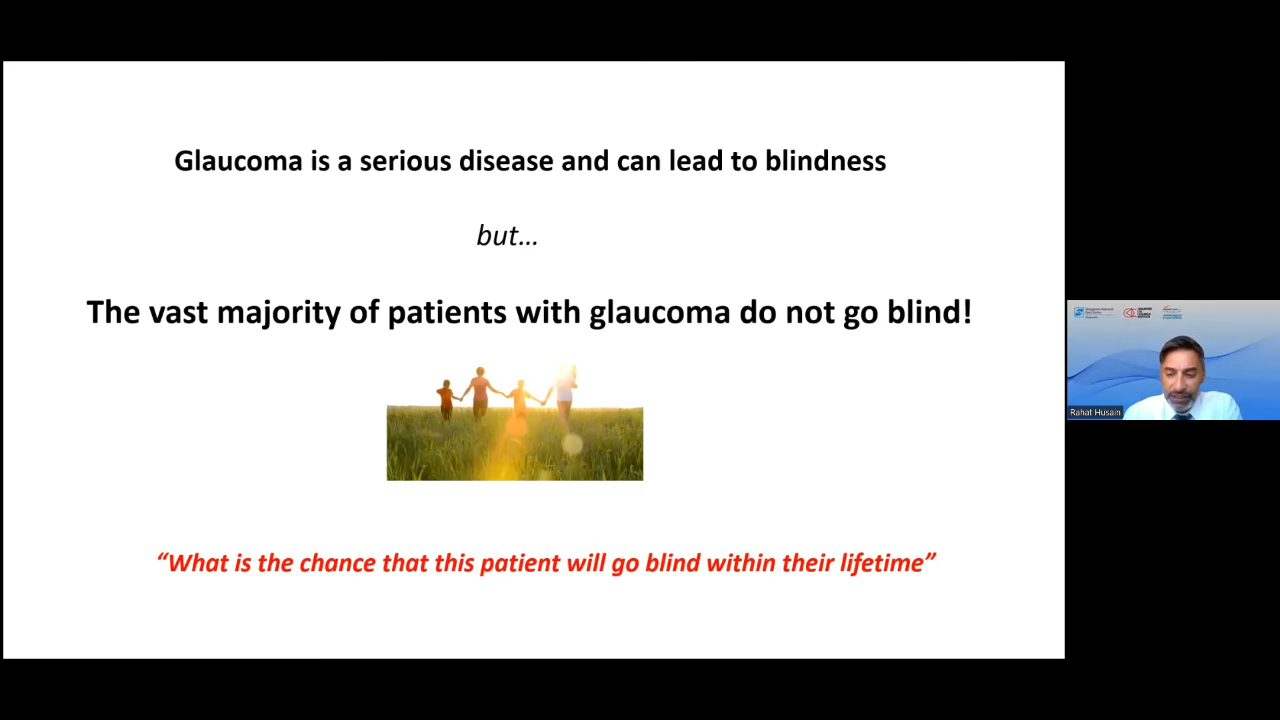 Glaucoma is a serious disease and can lead to blindness
but...
The vast majority of patients with glaucoma do not go blind!
“What is the chance that this patient will go blind within their lifetime”
Rahat Husain